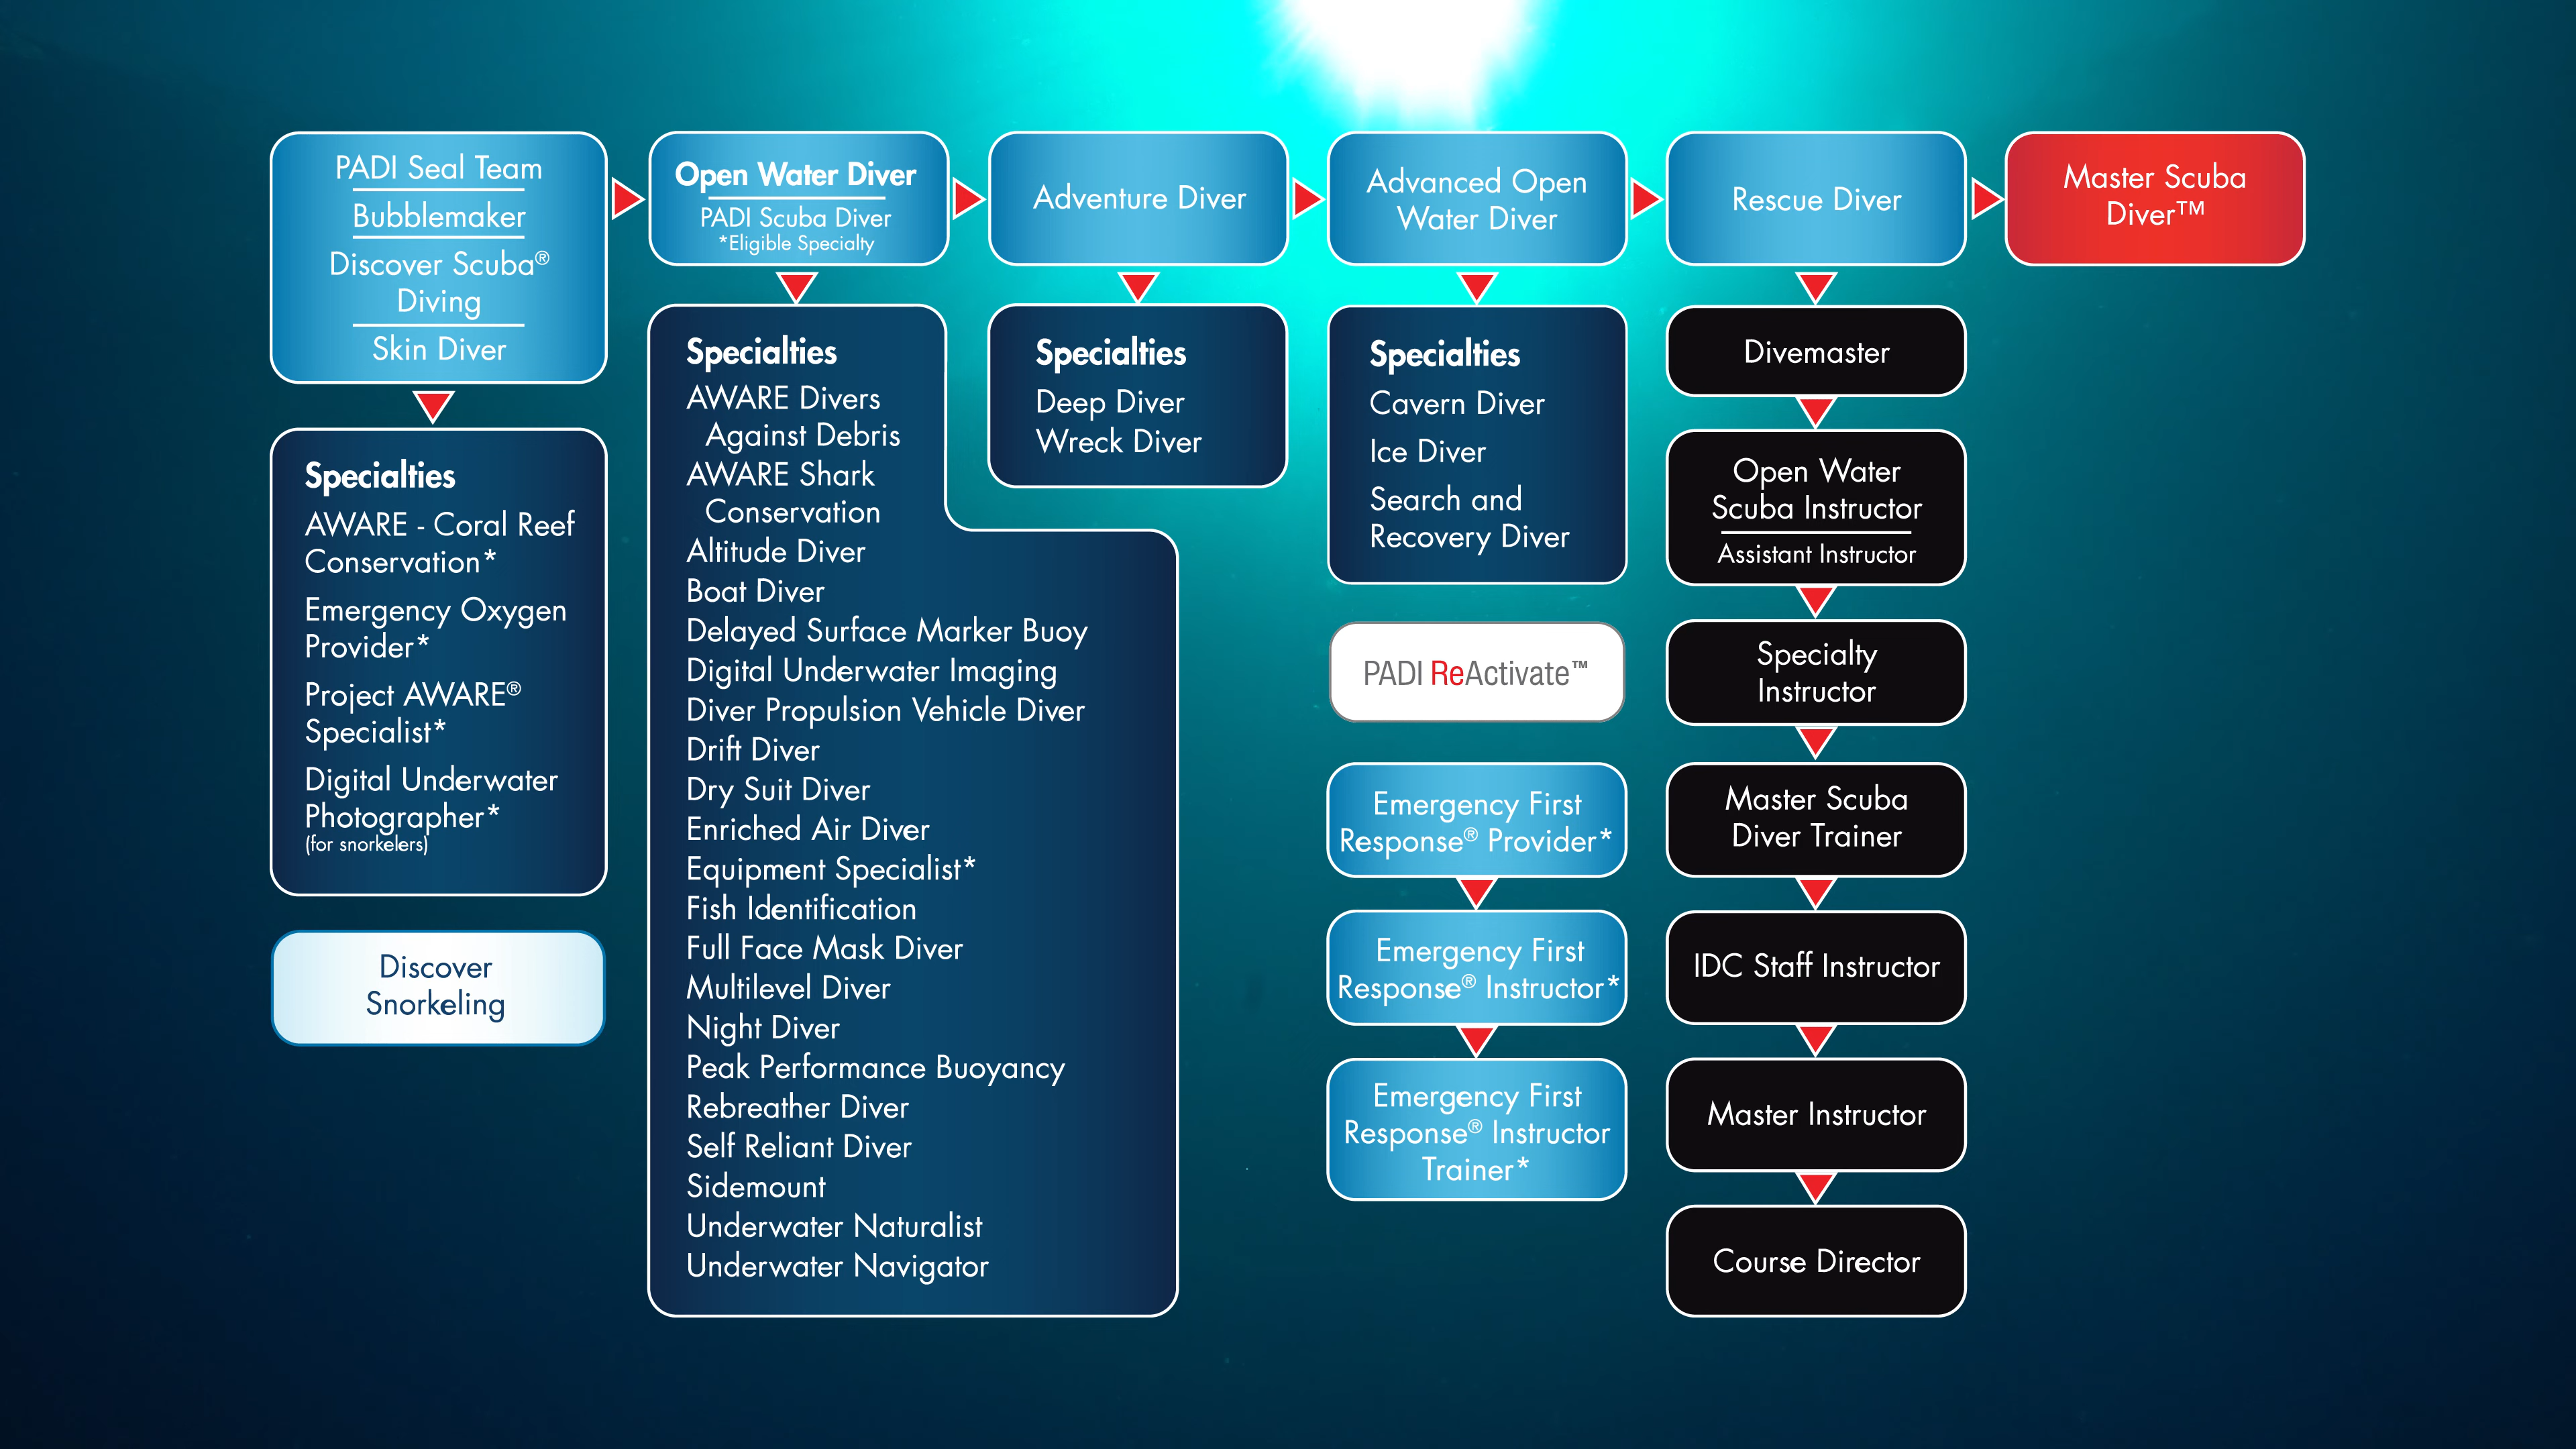 PADI Seal Team
Bubblemaker
Discover Scuba®
Diving
Skin Diver
Specialties
AWARE - Coral Reef
Conservation*
Emergency Oxygen
Provider*
Project AWARE®
Specialist*
Digital Underwater
Photographer*
(for snorkelers)
Discover
Snorkeling
Open Water Diver
PADI Scuba Diver
*Eligible Specialty
Specialties
AWARE Divers
Against Debris
AWARE Shark
Conservation
Altitude Diver
Boat Diver
Delayed Surface Marker Buoy
Digital Underwater Imaging
Diver Propulsion Vehicle Diver
Drift Diver
Dry Suit Diver
Enriched Air Diver
Equipment Specialist*
Fish Identification
Full Face Mask Diver
Multilevel Diver
Night Diver
Peak Performance Buoyancy
Rebreather Diver
Self Reliant Diver
Sidemount
Underwater Naturalist
Underwater Navigator
Adventure Diver
Specialties
Deep Diver
Wreck Diver
Advanced Open
Water Diver
Specialties
Cavern Diver
Ice Diver
Search and
Recovery Diver
PADI ReActivate™
Emergency First
Response® Provider*
Emergency First
Response® Instructor*
Emergency First
Response® Instructor
Trainer*
Rescue Diver
Divemaster
Open Water
Scuba Instructor
Assistant Instructor
Specialty
Instructor
Master Scuba
Diver Trainer
IDC Staff Instructor
Master Instructor
Course Director
Master Scuba
Diver™